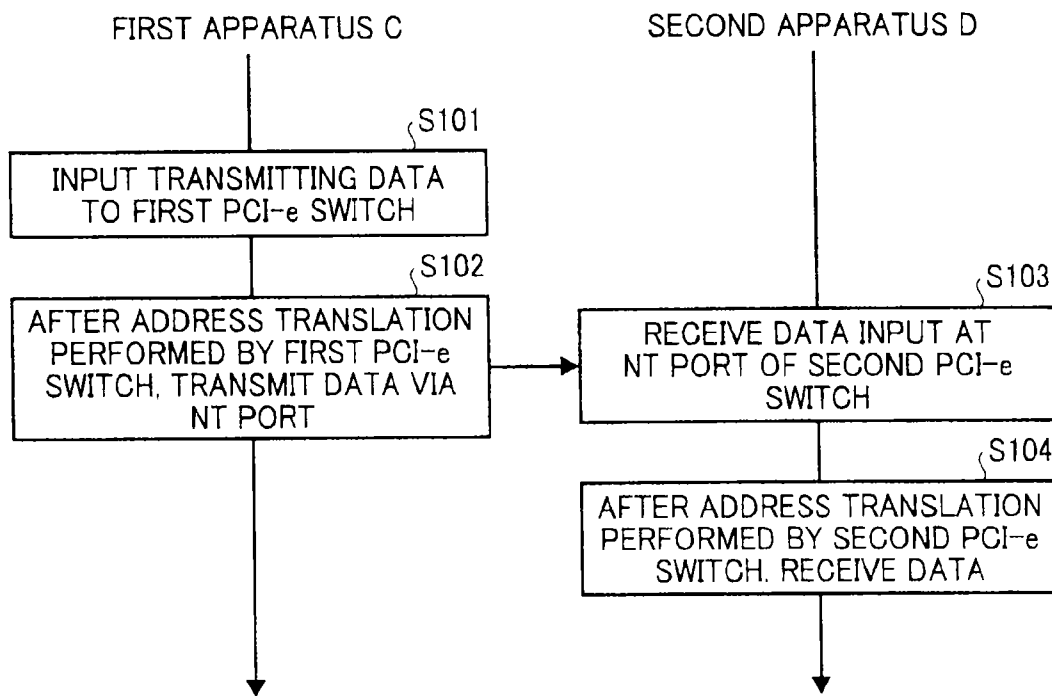 FIRST APPARATUS C
SECOND APPARATUS D
S101
INPUT TRANSMITTING DATA
TO FIRST PCI-e SWITCH
S102
AFTER ADDRESS TRANSLATION
PERFORMED BY FIRST PCI-e
SWITCH, TRANSMIT DATA VIA
NT PORT
S103
RECEIVE DATA INPUT AT
NT PORT OF SECOND PCI-e
SWITCH
S104
AFTER ADDRESS TRANSLATION
PERFORMED BY SECOND PCI-e
SWITCH, RECEIVE DATA